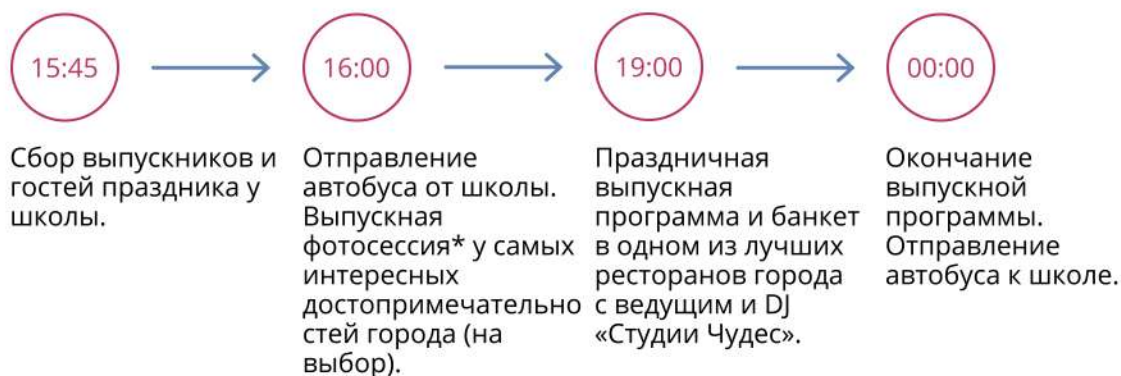 15:45
16:00
19:00
00:00
Сбор выпускников и
гостей праздника у
школы.
Отправление
автобуса от школы.
Выпускная
фотосессия* у самых
интересных
достопримечательно
стей города (на
выбор).
Праздничная
выпускная
программа и банкет
в одном из лучших
ресторанов города
с ведущим и DJ
«Студии Чудес».
Окончание
выпускной
программы.
Отправление
автобуса к школе.